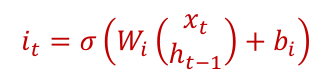 i_t = σ ( W_i ( x_t h_{t−1} ) + b_i )